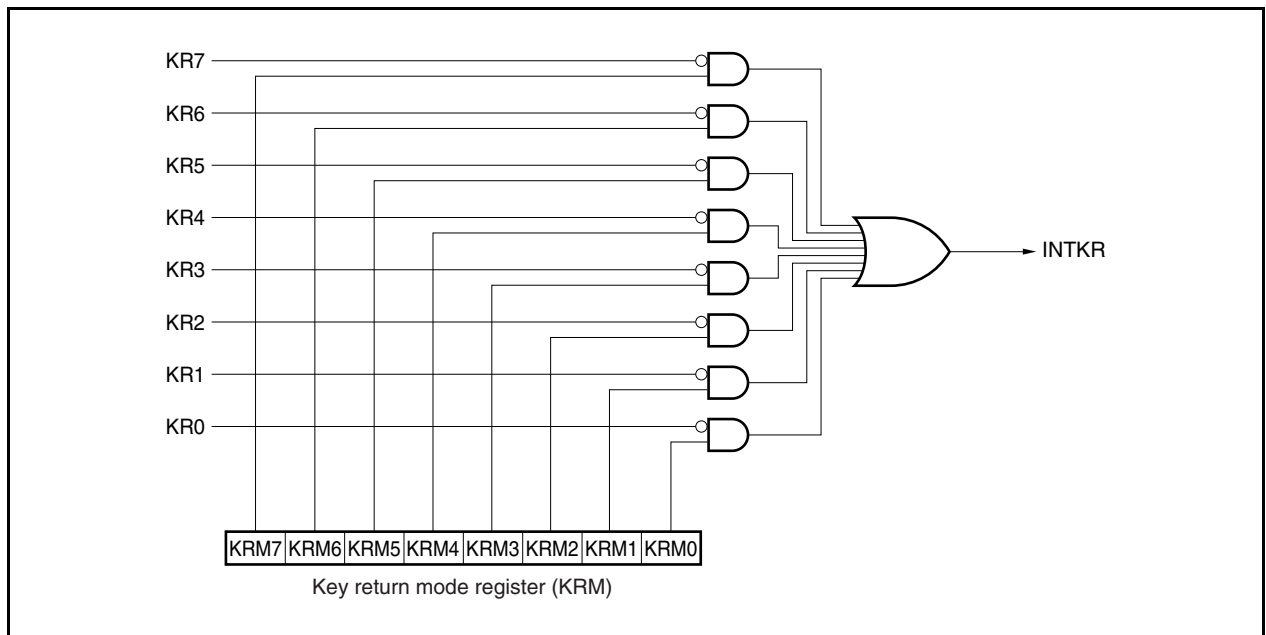 KR7
KR6
KR5
KR4
KR3
KR2
KR1
KR0
INTKR
KRM7 KRM6 KRM5 KRM4 KRM3 KRM2 KRM1 KRM0
Key return mode register (KRM)